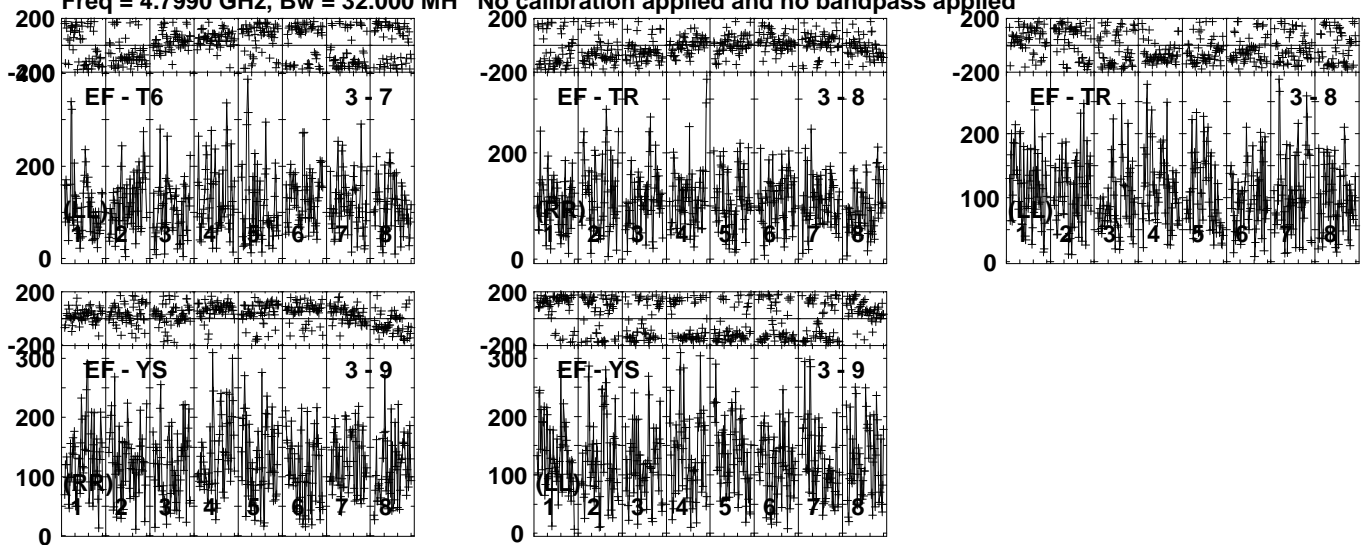 Freq = 4.7990 GHz, Bw = 32.000 MH No calibration applied and no bandpass applied
200
-200
400
EF - T6 3 - 7
200
(LL)
1 2 3 4 5 6 7 8
0
200
-200
EF - TR 3 - 8
200
(RR)
1 2 3 4 5 6 7 8
0
200
-200
EF - TR 3 - 8
200
100
(LL)
1 2 3 4 5 6 7 8
0
200
-200
300
EF - YS 3 - 9
200
100
(RR)
1 2 3 4 5 6 7 8
0
200
-200
300
EF - YS 3 - 9
200
100
(LL)
1 2 3 4 5 6 7 8
0